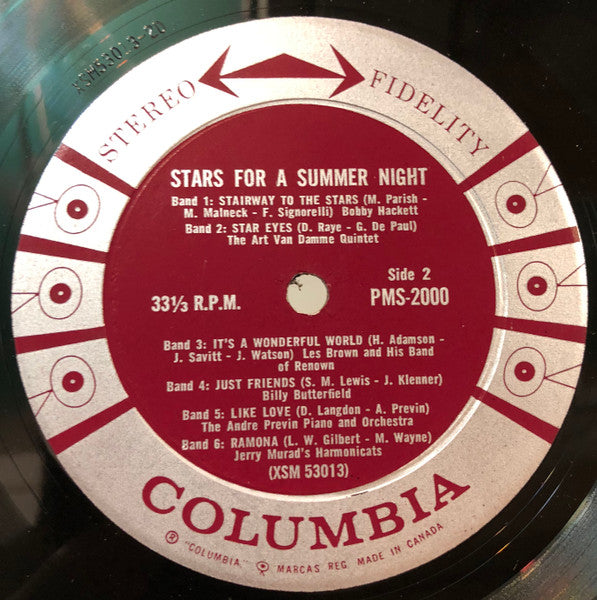 STEREO FIDELITY
STARS FOR A SUMMER NIGHT
Band 1: STAIRWAY TO THE STARS (M. Parish -
M. Malneck - F. Signorelli) Bobby Hackett
Band 2: STAR EYES (D. Raye - G. De Paul)
The Art Van Damme Quintet
Side 2
33⅓ R.P.M. PMS-2000
Band 3: IT'S A WONDERFUL WORLD (H. Adamson -
J. Savitt - J. Watson) Les Brown and His Band
of Renown
Band 4: JUST FRIENDS (S. M. Lewis - J. Klenner)
Billy Butterfield
Band 5: LIKE LOVE (D. Langdon - A. Previn)
The Andre Previn Piano and Orchestra
Band 6: RAMONA (L. W. Gilbert - M. Wayne)
Jerry Murad's Harmonicats
(XSM 53013)
COLUMBIA
® "COLUMBIA" MARCAS REG. MADE IN CANADA